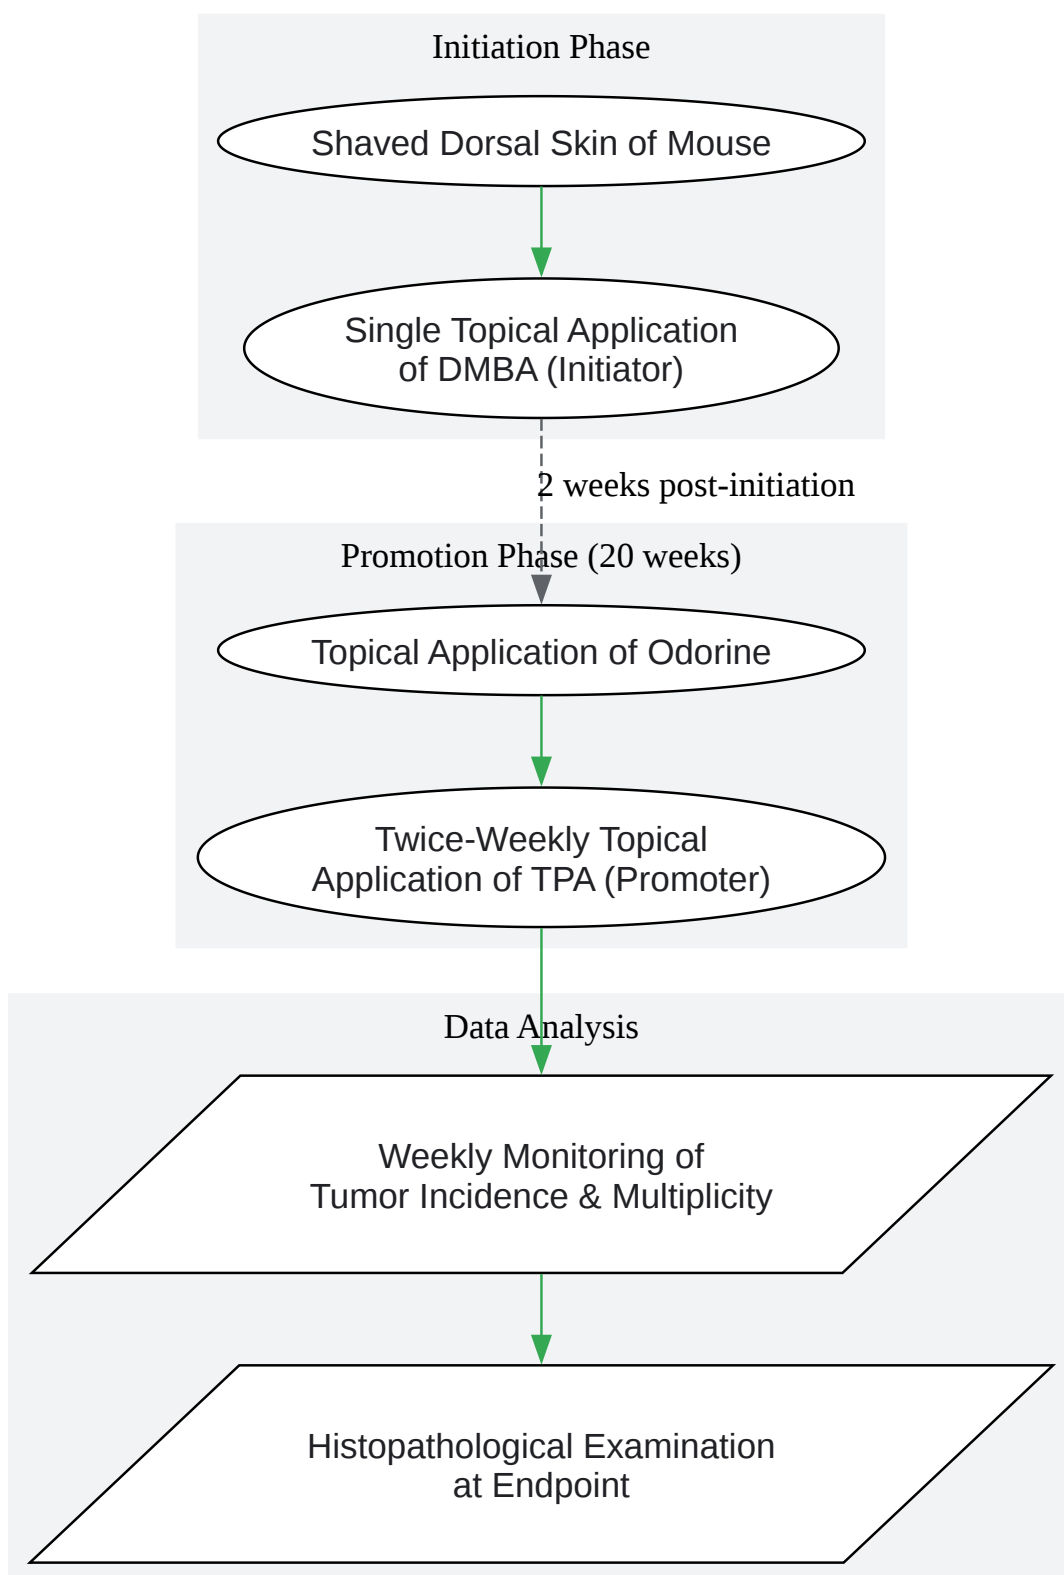 Initiation Phase
Shaved Dorsal Skin of Mouse
Single Topical Application
of DMBA (Initiator)
2 weeks post-initiation
Promotion Phase (20 weeks)
Topical Application of Odorine
Twice-Weekly Topical
Application of TPA (Promoter)
Data Analysis
Weekly Monitoring of
Tumor Incidence & Multiplicity
Histopathological Examination
at Endpoint